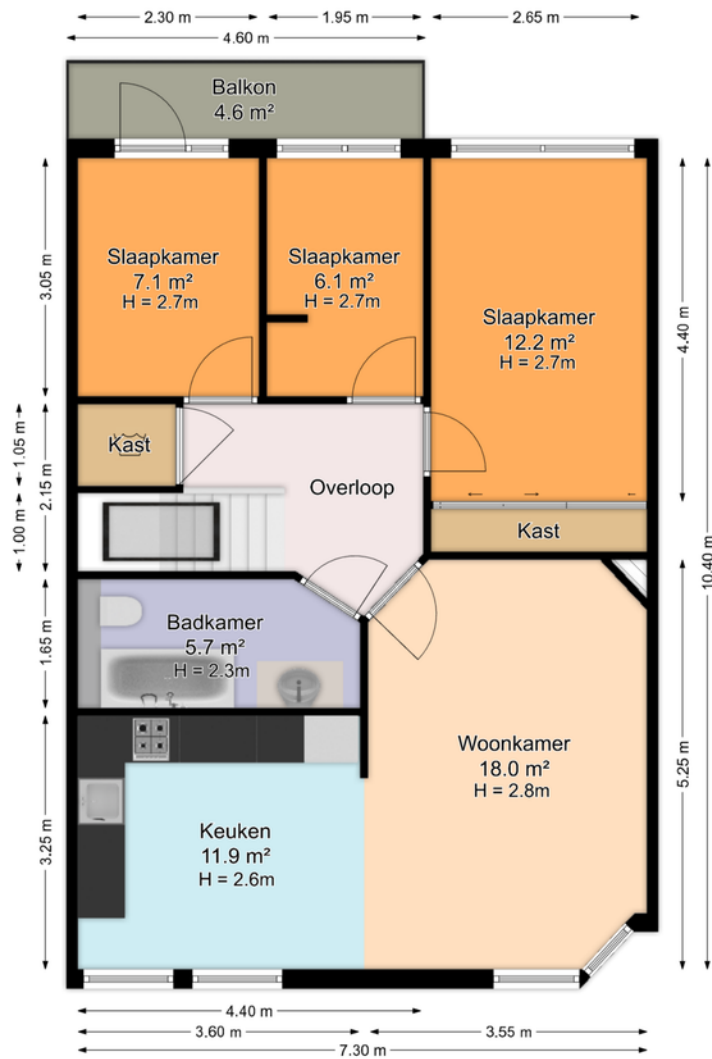 2.30 m
1.95 m
2.65 m
4.60 m
Balkon
4.6 m²
Slaapkamer
7.1 m²
H = 2.7m
Slaapkamer
6.1 m²
H = 2.7m
Slaapkamer
12.2 m²
H = 2.7m
3.05 m
4.40 m
Kast
1.05 m
2.15 m
1.00 m
Overloop
Kast
10.40 m
Badkamer
5.7 m²
H = 2.3m
1.65 m
Woonkamer
18.0 m²
H = 2.8m
5.25 m
Keuken
11.9 m²
H = 2.6m
3.25 m
4.40 m
3.60 m
3.55 m
7.30 m